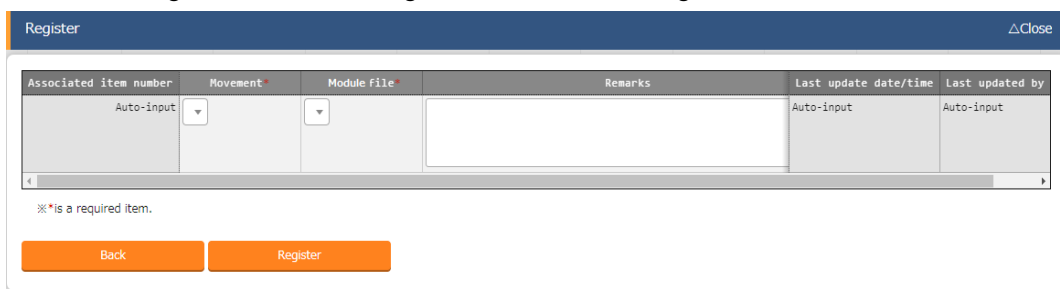 Register △Close
Associated item number Movement* Module file* Remarks Last update date/time Last updated by
Auto-input Auto-input Auto-input
※*is a required item.
Back Register